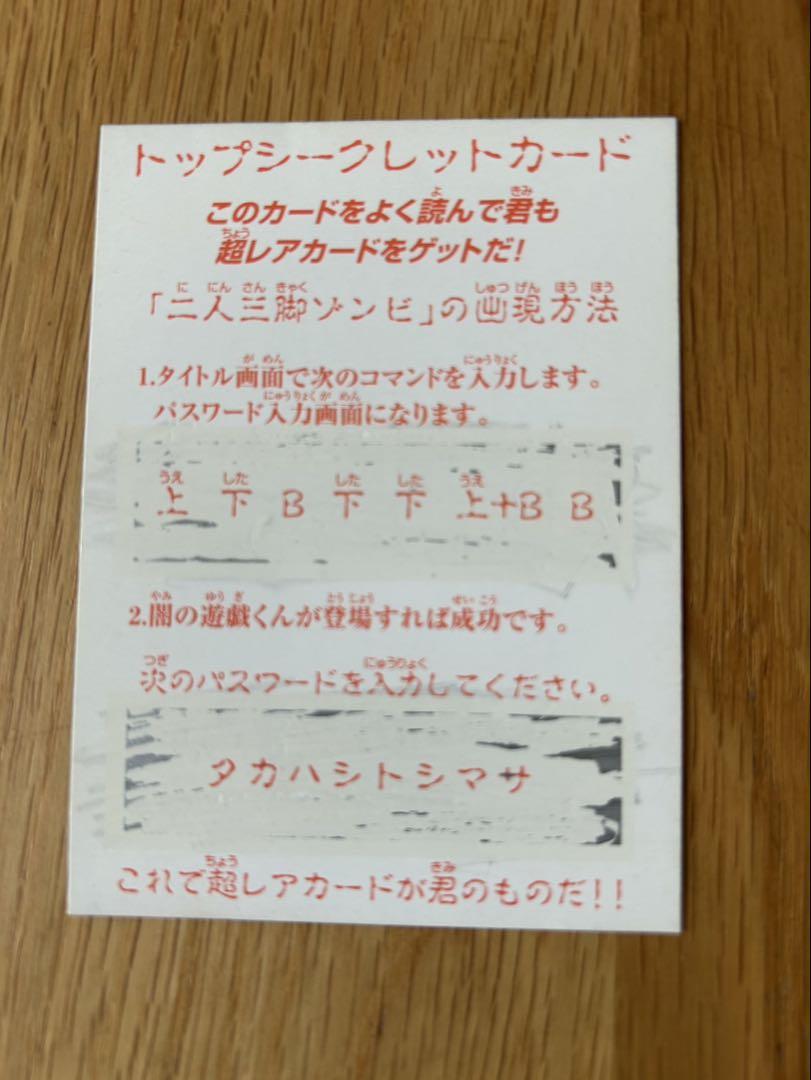 トップシークレットカード
このカードをよく読んで君も
超レアカードをゲットだ!
「二人三脚ゾンビ」の出現方法
1.タイトル画面で次のコマンドを入力します。
パスワード入力画面になります。
上 下 B 下 下 上+B B
2.闇の遊戯くんが登場すれば成功です。
次のパスワードを入力してください。
タカハシトシマサ
これで超レアカードが君のものだ!!